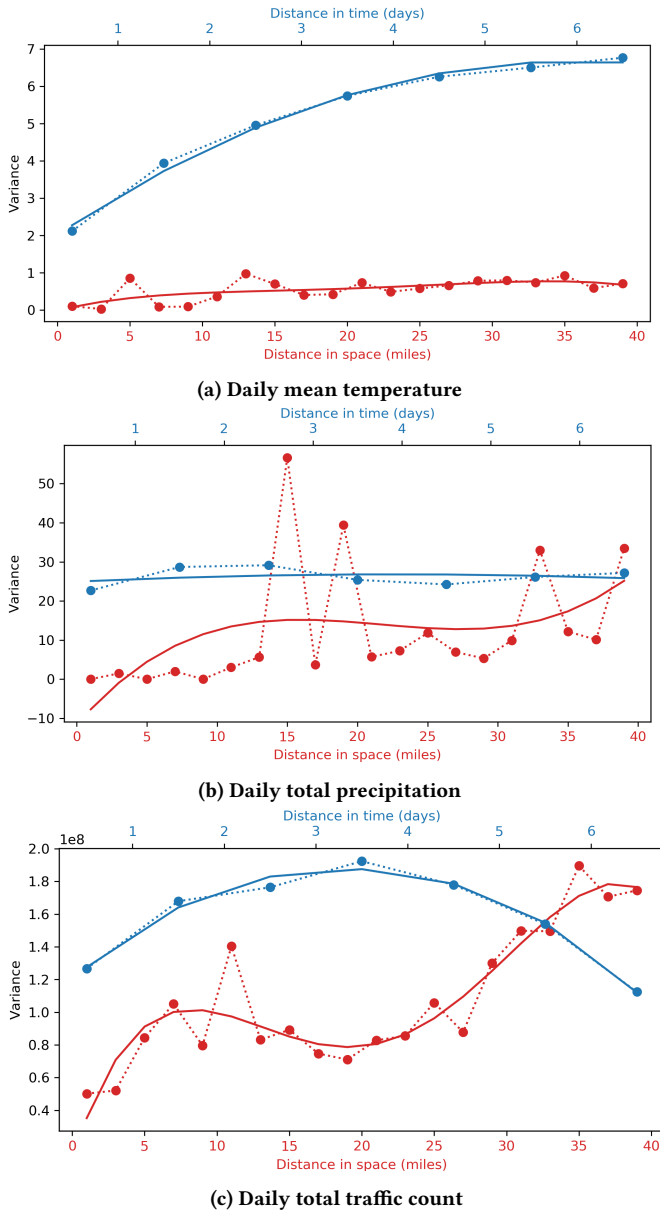 Distance in time (days)
1 2 3 4 5 6
7
6
5
4
3
2
1
0
Variance
0 5 10 15 20 25 30 35 40
Distance in space (miles)
(a) Daily mean temperature
Distance in time (days)
1 2 3 4 5 6
50
40
30
20
10
0
−10
Variance
0 5 10 15 20 25 30 35 40
Distance in space (miles)
(b) Daily total precipitation
Distance in time (days)
1 2 3 4 5 6
1e8
2.0
1.8
1.6
1.4
1.2
1.0
0.8
0.6
0.4
Variance
0 5 10 15 20 25 30 35 40
Distance in space (miles)
(c) Daily total traffic count